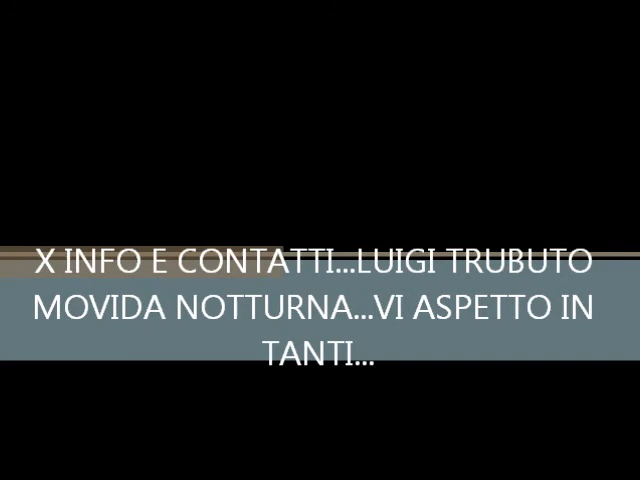 X INFO E CONTATTI...LUIGI TRUBUTO
MOVIDA NOTTURNA...VI ASPETTO IN
TANTI...